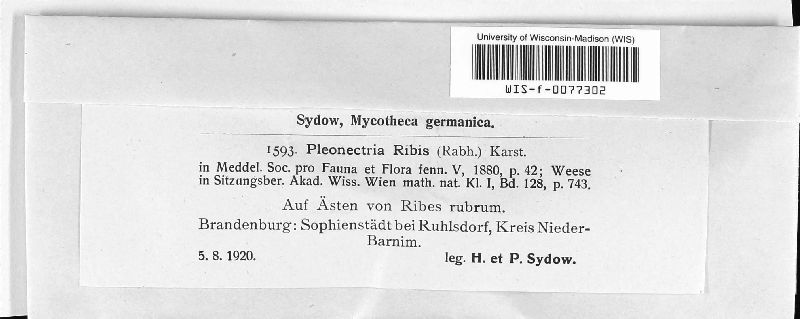 University of Wisconsin-Madison (WIS)
WIS-f-0077302
Sydow, Mycotheca germanica.
1593. Pleonectria Ribis (Rabh.) Karst.
in Meddel. Soc. pro Fauna et Flora fenn. V, 1880, p. 42; Weese
in Sitzungsber. Akad. Wiss. Wien math. nat. Kl. I, Bd. 128, p. 743.
Auf Ästen von Ribes rubrum.
Brandenburg: Sophienstädt bei Ruhlsdorf, Kreis Nieder-
Barnim.
5. 8. 1920. leg. H. et P. Sydow.